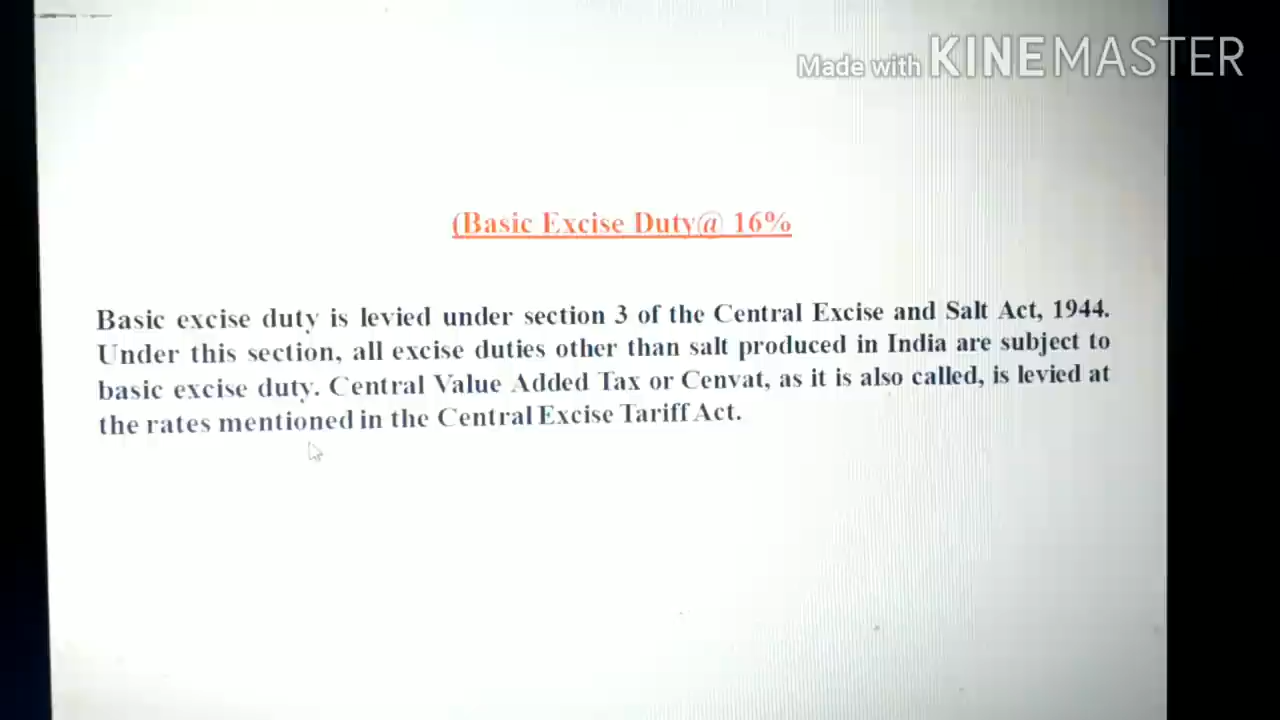 Made with KINEMASTER
(Basic Excise Duty@ 16%
Basic excise duty is levied under section 3 of the Central Excise and Salt Act, 1944.
Under this section, all excise duties other than salt produced in India are subject to
basic excise duty. Central Value Added Tax or Cenvat, as it is also called, is levied at
the rates mentioned in the Central Excise Tariff Act.